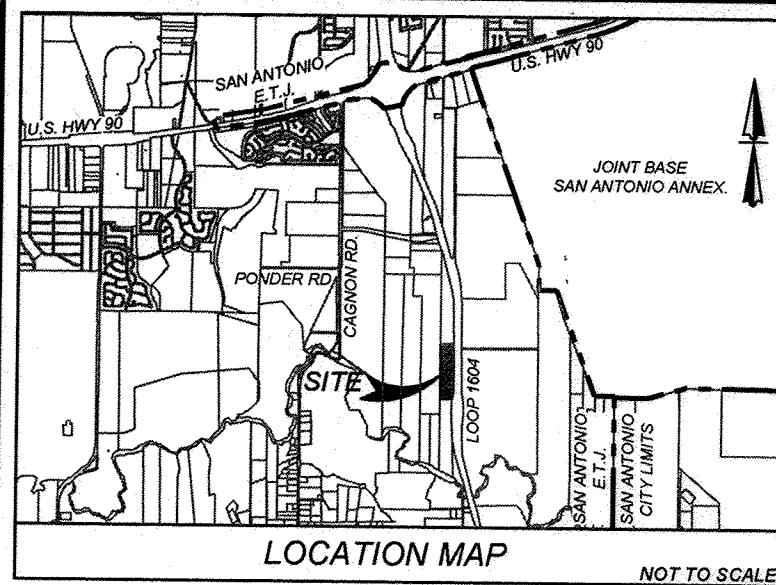 SAN ANTONIO
E.T.J.
U.S. HWY 90
U.S. HWY 90
JOINT BASE
SAN ANTONIO ANNEX.
PONDER RD.
CAGNON RD.
SITE
LOOP 1604
SAN ANTONIO
E.T.J.
SAN ANTONIO
CITY LIMITS
LOCATION MAP
NOT TO SCALE